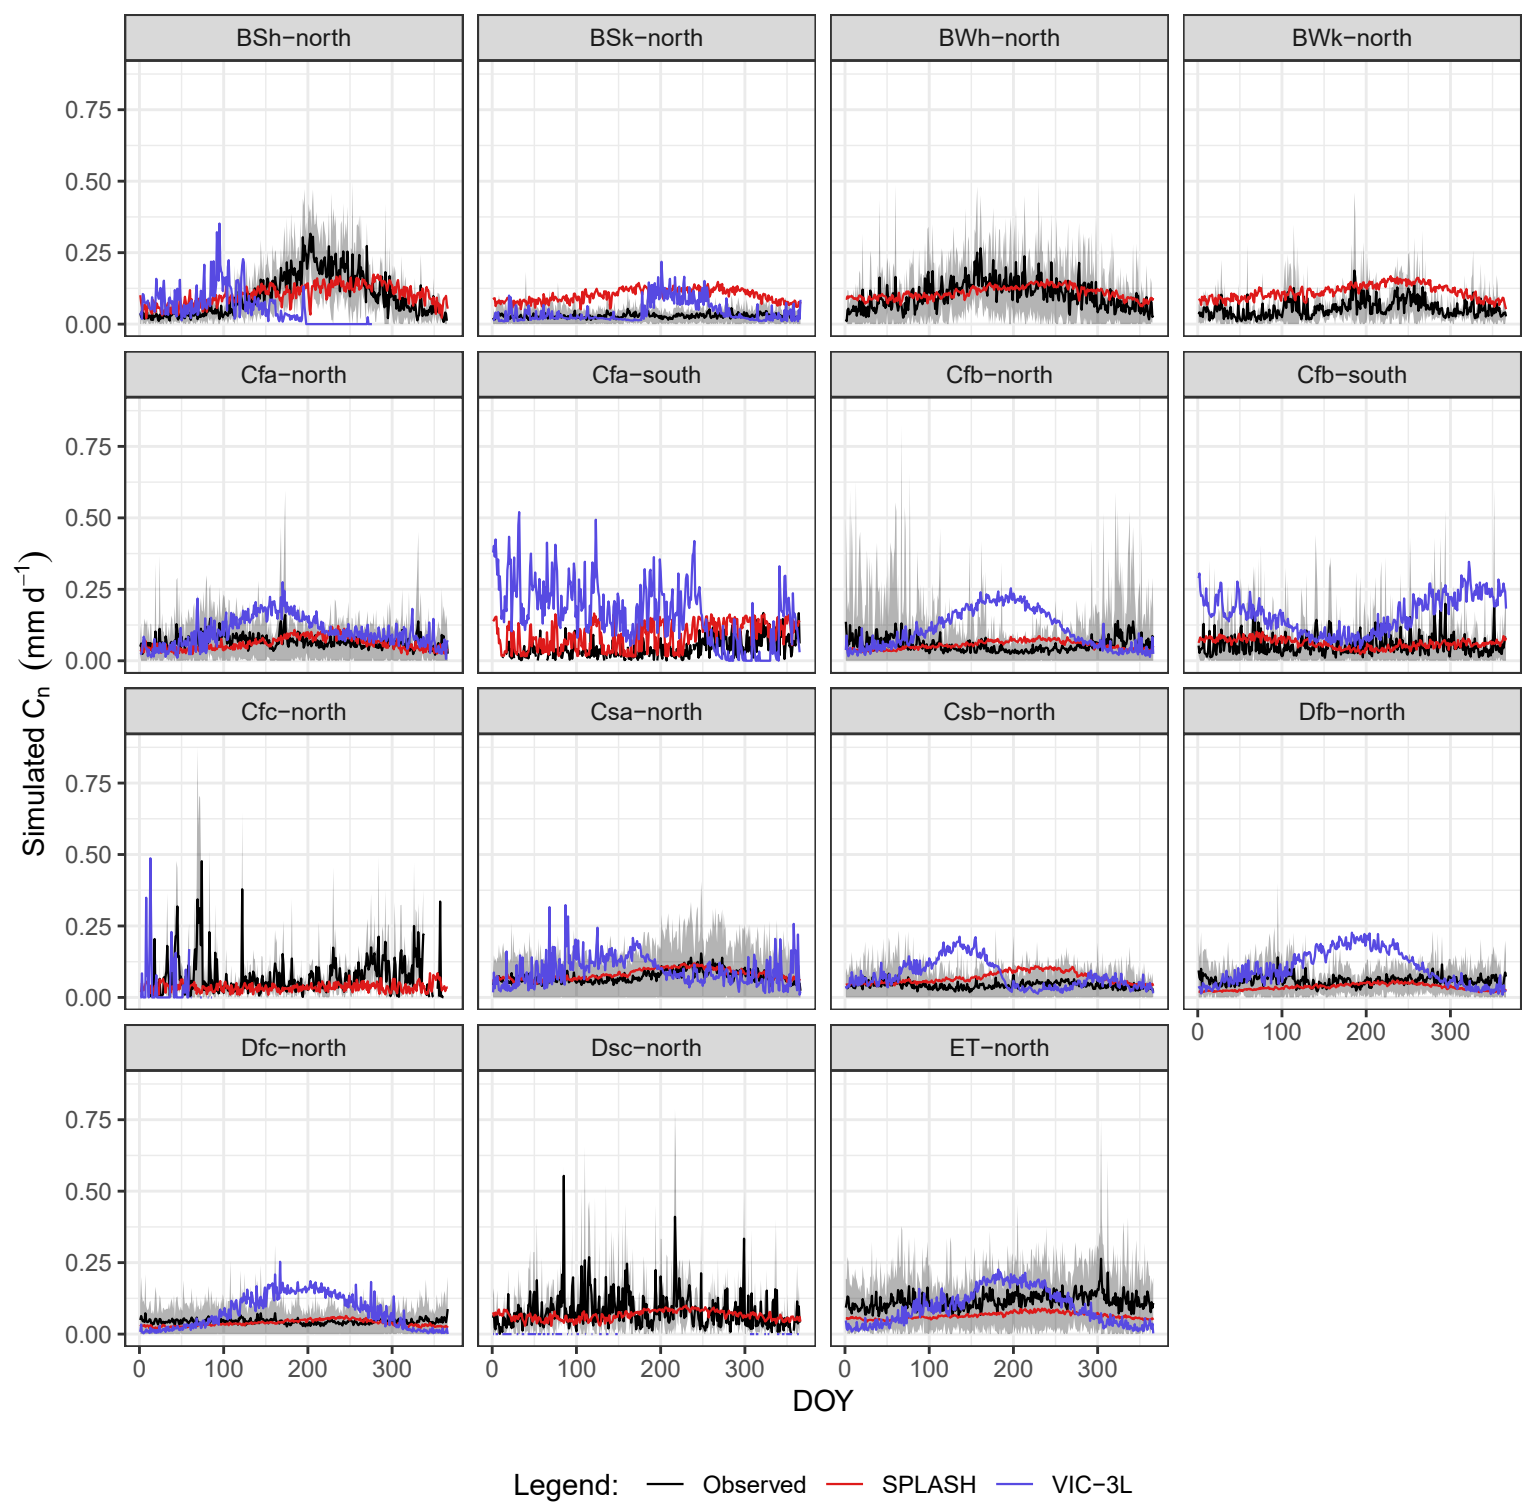 BSh−north BSk−north BWh−north BWk−north
0.75
0.50
0.25
0.00
Cfa−north Cfa−south Cfb−north Cfb−south
0.75
0.50
0.25
0.00
Simulated Cn (mm d−1)
Cfc−north Csa−north Csb−north Dfb−north
0.75
0.50
0.25
0.00
0 100 200 300
Dfc−north Dsc−north ET−north
0.75
0.50
0.25
0.00
0 100 200 300 0 100 200 300 0 100 200 300
DOY
Legend: Observed SPLASH VIC−3L